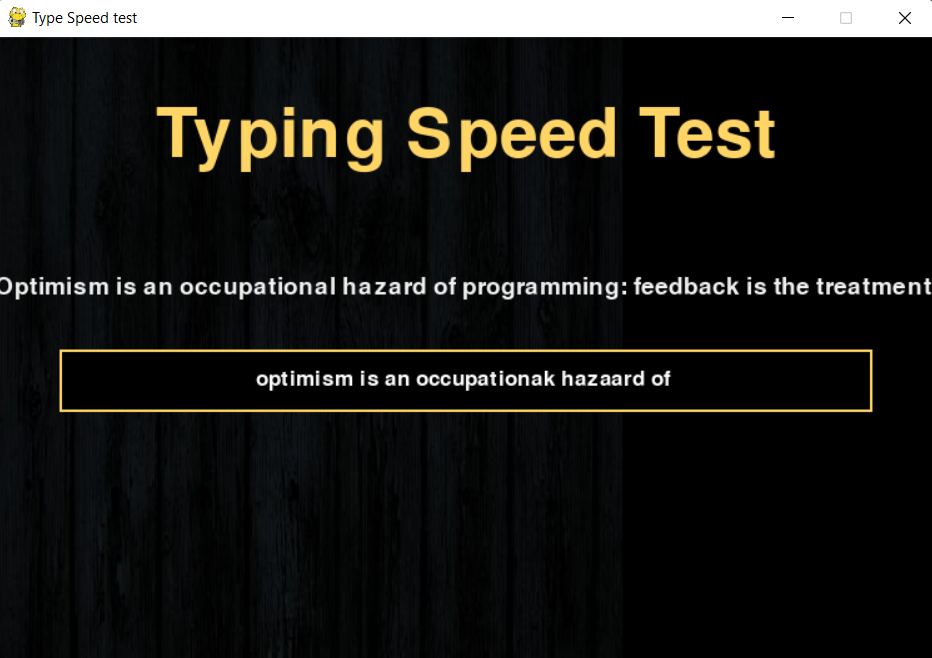 Type Speed test
Typing Speed Test
Optimism is an occupational hazard of programming: feedback is the treatment
optimism is an occupationak hazaard of